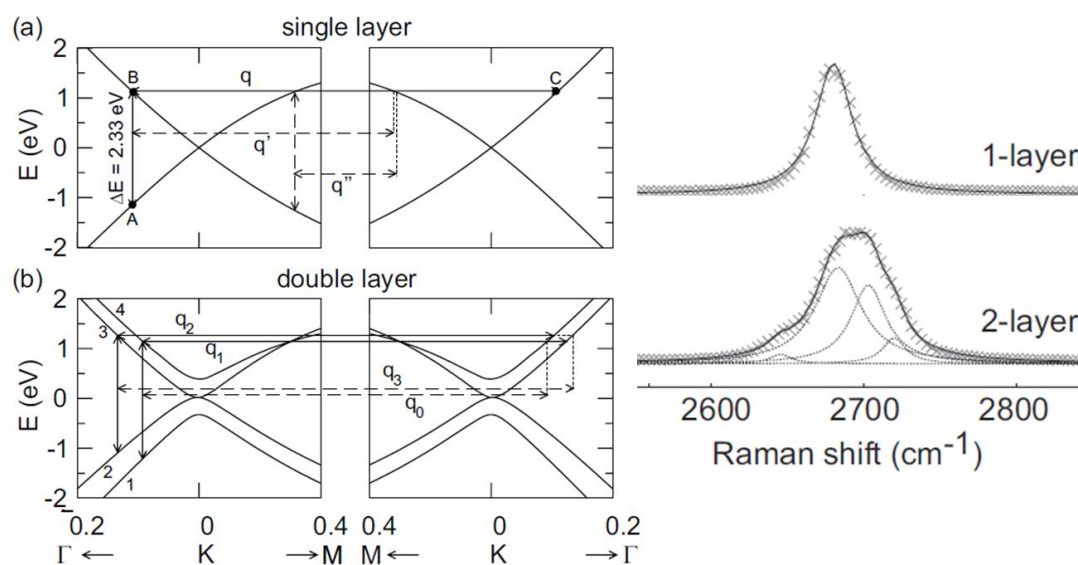 (a) single layer
2
1
0
-1
-2
E (eV)
B
A
ΔE = 2.33 eV
q
q'
q"
C
1-layer
(b) double layer
2
1
0
-1
-2
E (eV)
4
3
2
1
q₂
q₁
q₃
q₀
0.2 0 0.4 0.4 0 0.2
Γ ← K → M M ← K → Γ
2-layer
2600 2700 2800
Raman shift (cm⁻¹)